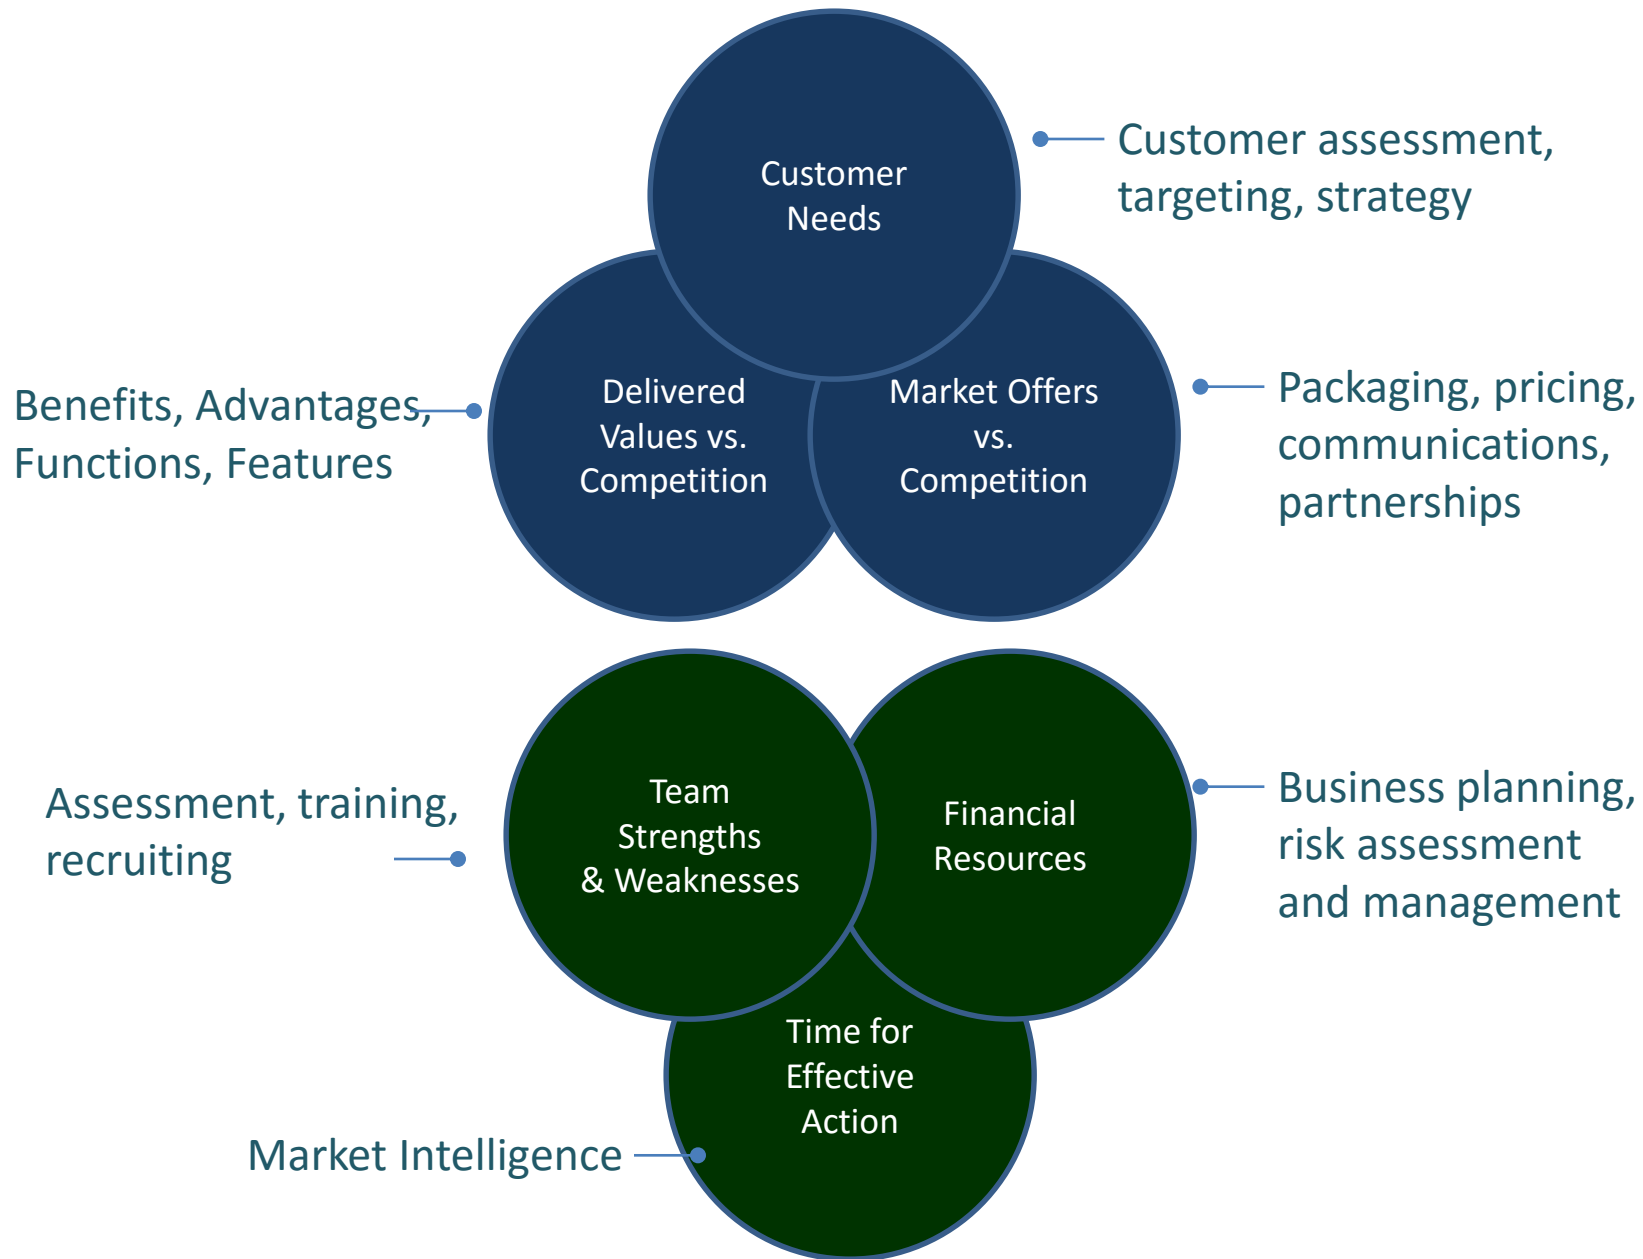 Customer
Needs
Customer assessment,
targeting, strategy
Benefits, Advantages,
Functions, Features
Delivered
Values vs.
Competition
Market Offers
vs.
Competition
Packaging, pricing,
communications,
partnerships
Assessment, training,
recruiting
Team
Strengths
& Weaknesses
Financial
Resources
Business planning,
risk assessment
and management
Time for
Effective
Action
Market Intelligence